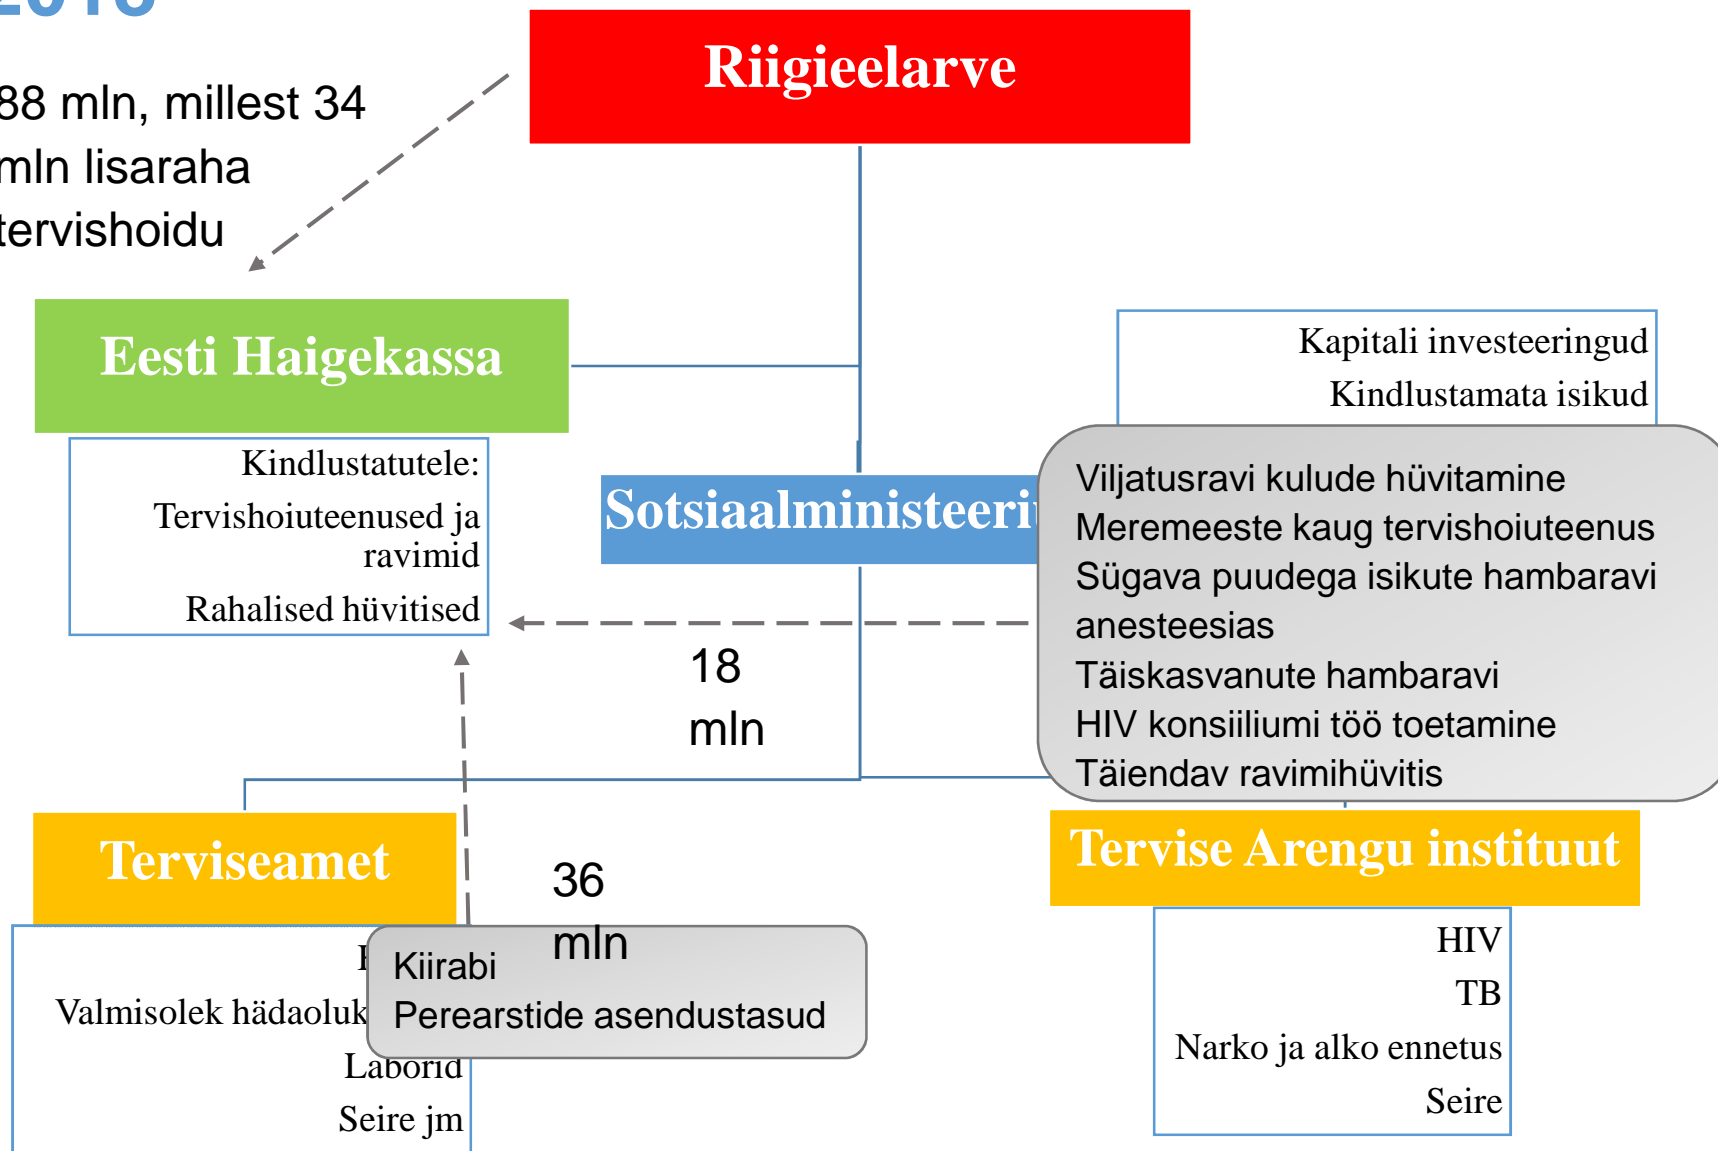 Riigieelarve
88 mln, millest 34
mln lisaraha
tervishoidu
Eesti Haigekassa
Kindlustatutele:
Tervishoiuteenused ja
ravimid
Rahalised hüvitised
Kapitali investeeringud
Kindlustamata isikud
Viljatusravi kulude hüvitamine
Meremeeste kaug tervishoiuteenus
Sügava puudega isikute hambaravi
anesteesias
Täiskasvanute hambaravi
HIV konsiiliumi töö toetamine
Täiendav ravimihüvitis
18
mln
Terviseamet
36
mln
Kiirabi
Perearstide asendustasud
Valmisolek
Laborid
Seire jm
Tervise Arengu instituut
HIV
TB
Narko ja alko ennetus
Seire